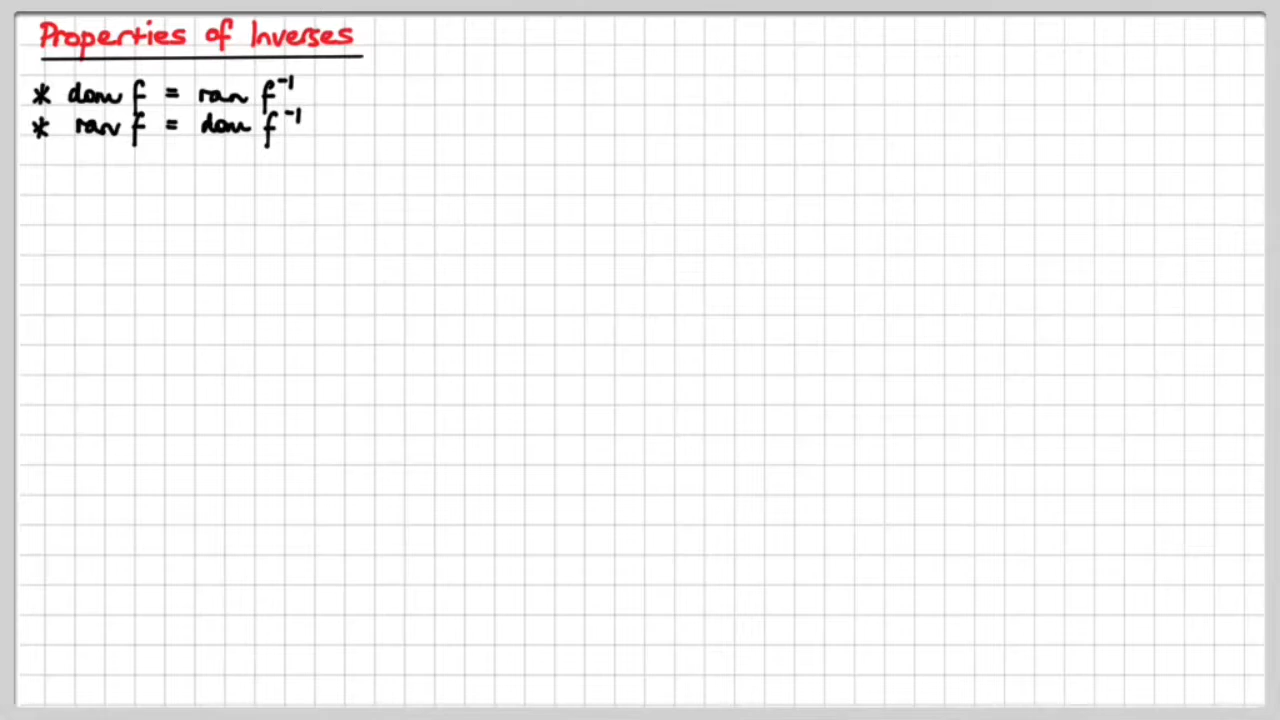 Properties of Inverses
* dom f = ran f⁻¹
* ran f = dom f⁻¹